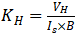 K_H = V_H / (I_s × B)